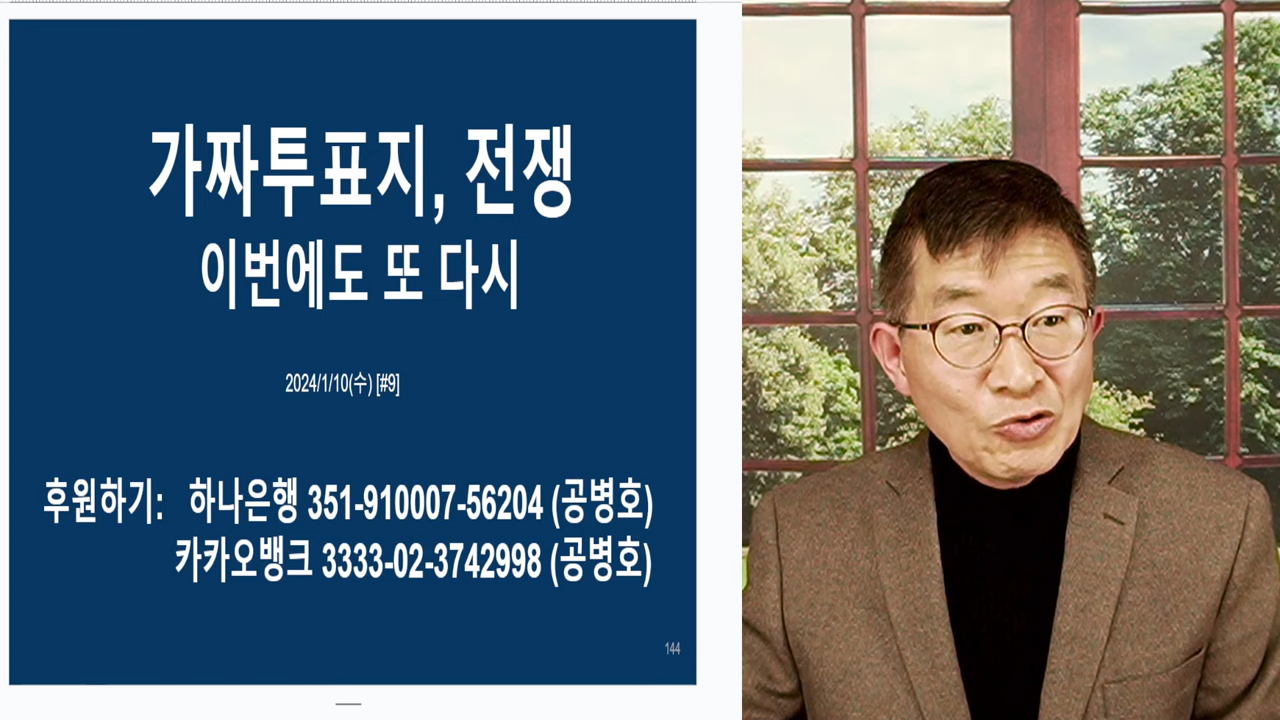 가짜투표지, 전쟁
이번에도 또 다시
2024/1/10(수) [#9]
후원하기: 하나은행 351-910007-56204 (공병호)
카카오뱅크 3333-02-3742998 (공병호)
144